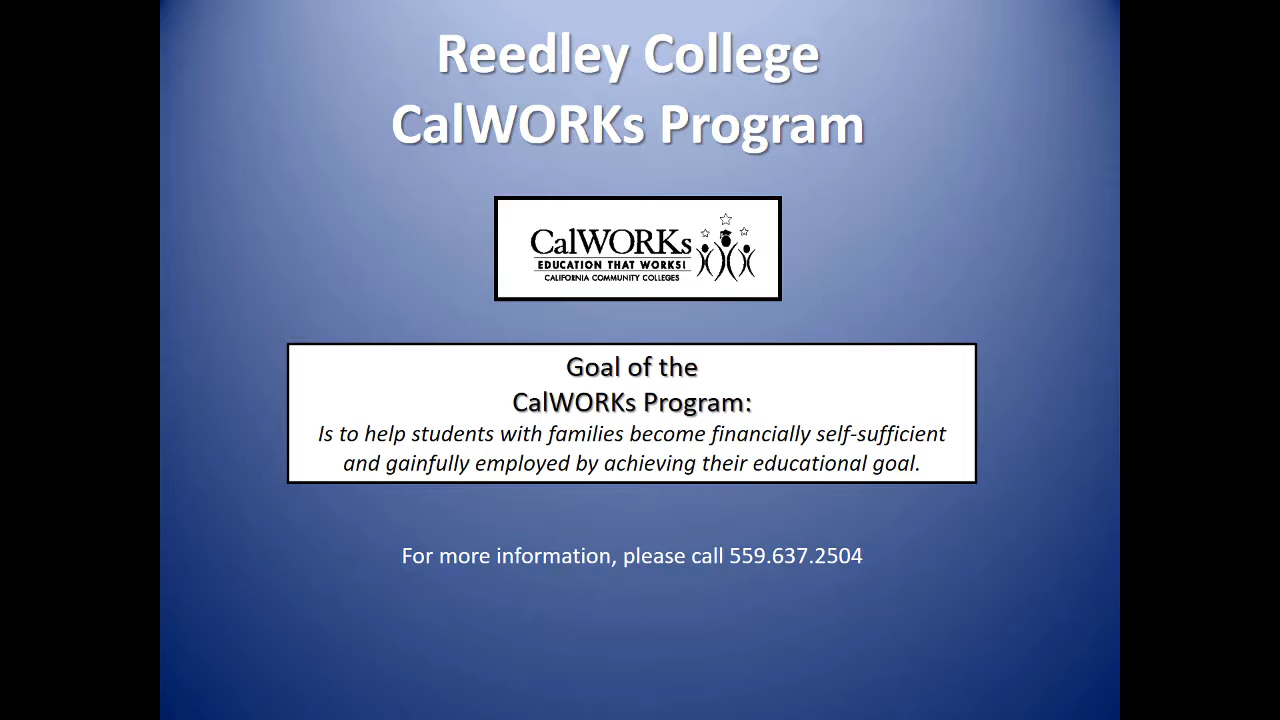 Reedley College
CalWORKs Program
CalWORKs
EDUCATION THAT WORKS!
CALIFORNIA COMMUNITY COLLEGES
Goal of the
CalWORKs Program:
Is to help students with families become financially self-sufficient
and gainfully employed by achieving their educational goal.
For more information, please call 559.637.2504